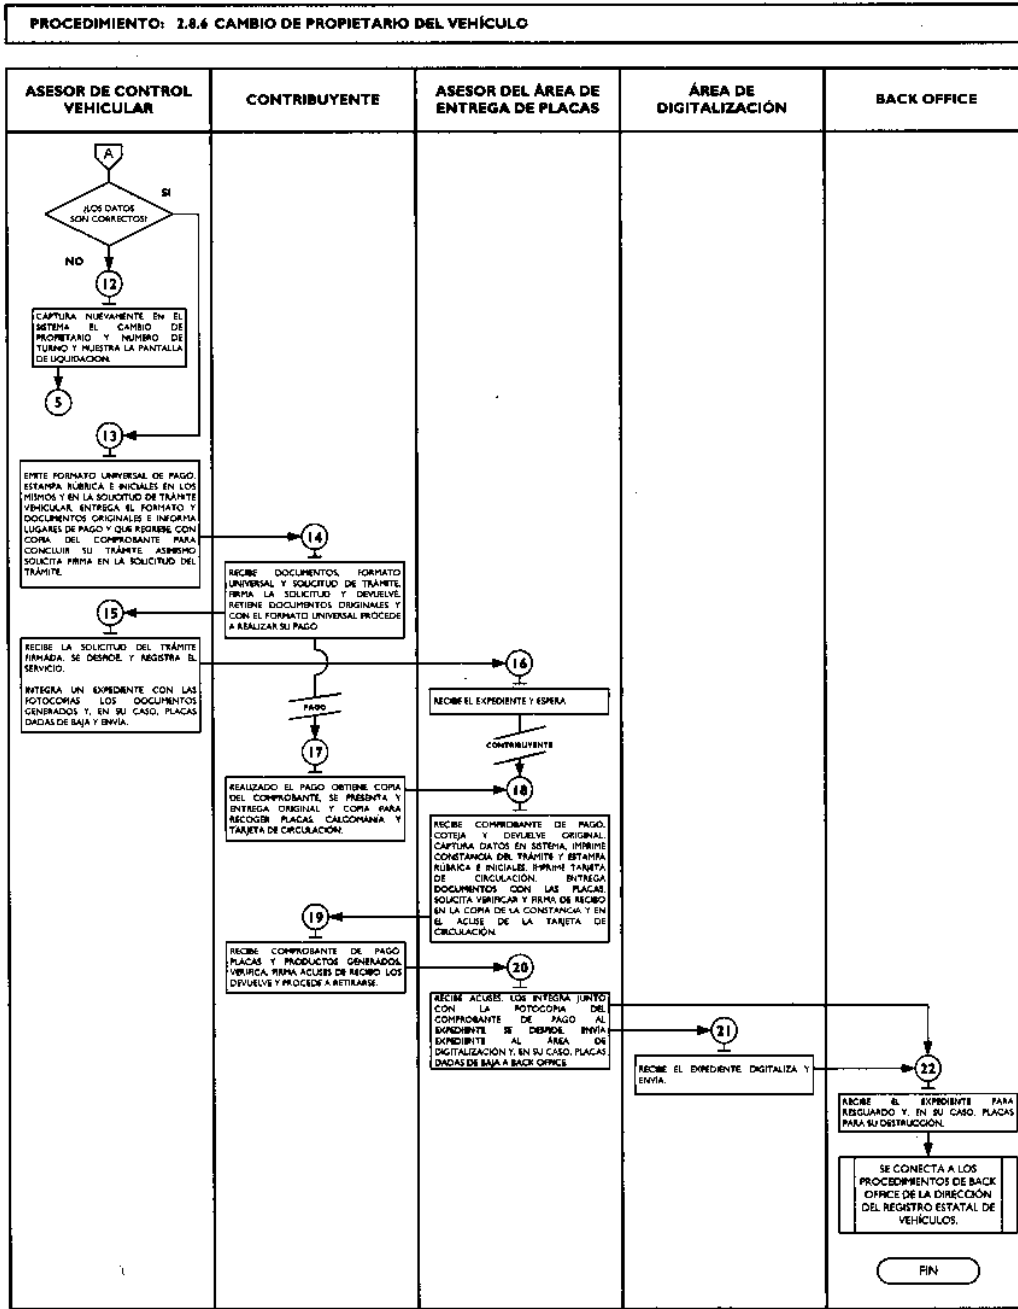 PROCEDIMIENTO: 2.8.6 CAMBIO DE PROPIETARIO DEL VEHÍCULO
ASESOR DE CONTROL
VEHICULAR
CONTRIBUYENTE
ASESOR DEL ÁREA DE
ENTREGA DE PLACAS
ÁREA DE
DIGITALIZACIÓN
BACK OFFICE
A
SI
¿LOS DATOS
SON CORRECTOS?
NO
12
CAPTURA NUEVAMENTE EN EL
SISTEMA EL CAMBIO DE
PROPIETARIO Y NUMERO DE
TURNO Y MUESTRA LA PANTALLA
DE LIQUIDACION.
5
13
EMITE FORMATO UNIVERSAL DE PAGO,
ESTAMPA RÚBRICA E INICIALES EN LOS
MISMOS Y EN LA SOLICITUD DE TRÁMITE
VEHICULAR, ENTREGA EL FORMATO Y
DOCUMENTOS ORIGINALES E INFORMA
LUGARES DE PAGO Y QUE REGRESE CON
COPIA DEL COMPROBANTE PARA
CONCLUIR SU TRÁMITE. ASIMISMO
SOLICITA FIRMA EN LA SOLICITUD DEL
TRÁMITE.
14
RECIBE DOCUMENTOS, FORMATO
UNIVERSAL Y SOLICITUD DE TRÁMITE,
FIRMA LA SOLICITUD Y DEVUELVE,
RETIENE DOCUMENTOS ORIGINALES Y
CON EL FORMATO UNIVERSAL PROCEDE
A REALIZAR SU PAGO
15
RECIBE LA SOLICITUD DEL TRÁMITE
FIRMADA, SE DESPIDE, Y REGISTRA EL
SERVICIO.
INTEGRA UN EXPEDIENTE CON LAS
FOTOCOPIAS LOS DOCUMENTOS
GENERADOS Y, EN SU CASO, PLACAS
DADAS DE BAJA Y ENVÍA.
16
RECIBE EL EXPEDIENTE Y ESPERA
PAGO
CONTRIBUYENTE
17
REALIZADO EL PAGO OBTIENE COPIA
DEL COMPROBANTE, SE PRESENTA Y
ENTREGA ORIGINAL Y COPIA PARA
RECOGER PLACAS, CALCOMANÍA Y
TARJETA DE CIRCULACIÓN.
18
RECIBE COMPROBANTE DE PAGO,
COTEJA Y DEVUELVE ORIGINAL,
CAPTURA DATOS EN SISTEMA, IMPRIME
CONSTANCIA DEL TRÁMITE Y ESTAMPA
RÚBRICA E INICIALES, IMPRIME TARJETA
DE CIRCULACIÓN. ENTREGA
DOCUMENTOS CON LAS PLACAS,
SOLICITA VERIFICAR Y FIRMA DE RECIBO
EN LA COPIA DE LA CONSTANCIA Y EN
EL ACUSE DE LA TARJETA DE
CIRCULACIÓN.
19
RECIBE COMPROBANTE DE PAGO
PLACAS Y PRODUCTOS GENERADOS,
VERIFICA, FIRMA ACUSES DE RECIBO LOS
DEVUELVE Y PROCEDE A RETIRARSE.
20
RECIBE ACUSES, LOS INTEGRA JUNTO
CON LA FOTOCOPIA DEL
COMPROBANTE DE PAGO AL
EXPEDIENTE SE DESPIDE, ENVÍA
EXPEDIENTE AL ÁREA DE
DIGITALIZACIÓN Y, EN SU CASO, PLACAS
DADAS DE BAJA A BACK OFFICE
21
RECIBE EL EXPEDIENTE, DIGITALIZA Y
ENVIA.
22
RECIBE EL EXPEDIENTE PARA
RESGUARDO Y, EN SU CASO, PLACAS
PARA SU DESTRUCCIÓN.
SE CONECTA A LOS
PROCEDIMIENTOS DE BACK
OFFICE DE LA DIRECCIÓN
DEL REGISTRO ESTATAL DE
VEHÍCULOS.
FIN